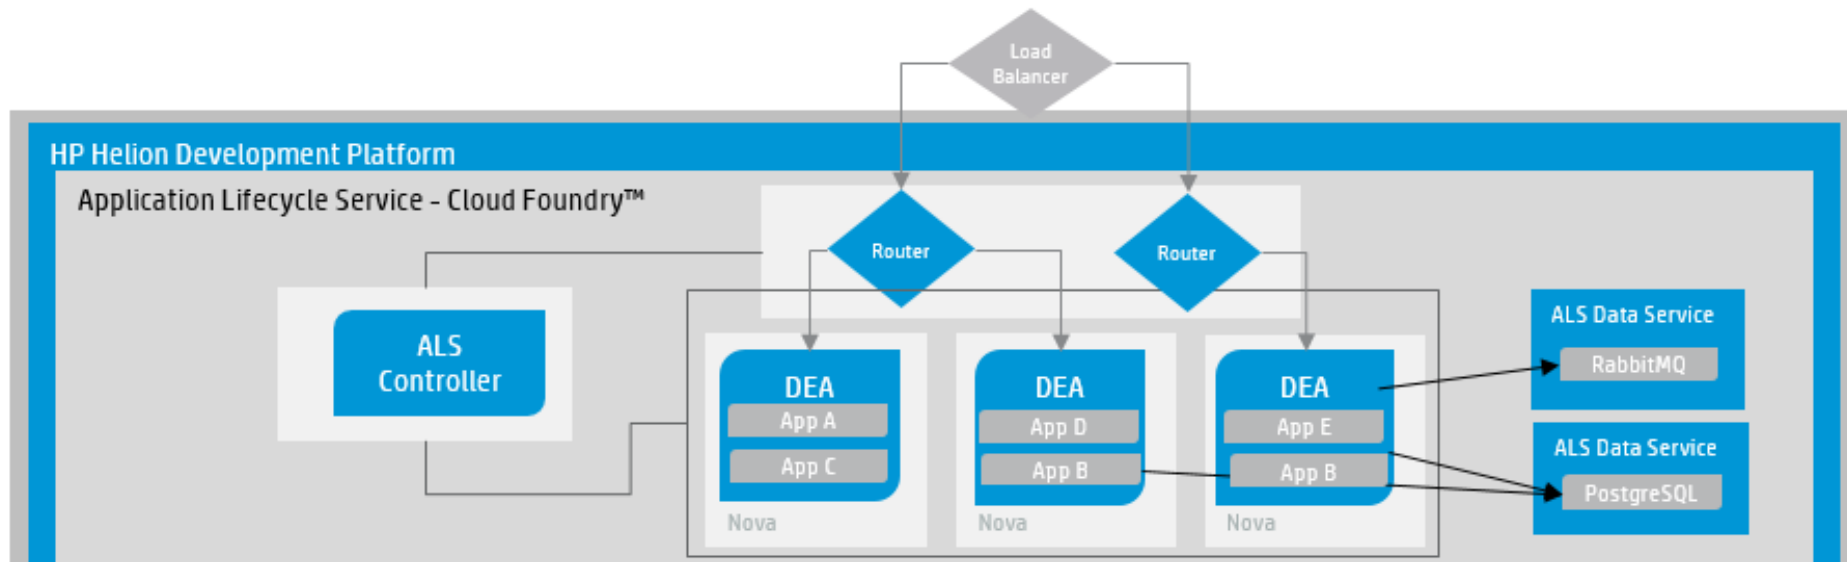 Load
Balancer
HP Helion Development Platform
Application Lifecycle Service - Cloud Foundry™
Router
Router
ALS
Controller
DEA
App A
App C
Nova
DEA
App D
App B
Nova
DEA
App E
App B
Nova
ALS Data Service
RabbitMQ
ALS Data Service
PostgreSQL